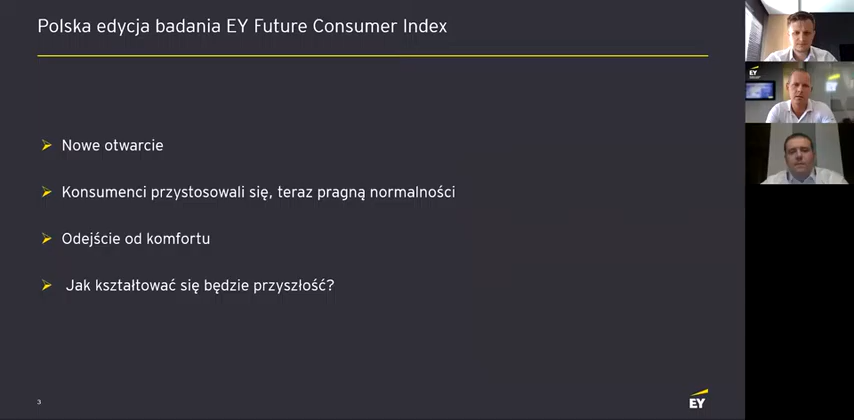 Polska edycja badania EY Future Consumer Index
Nowe otwarcie
Konsumenci przystosowali się, teraz pragną normalności
Odejście od komfortu
Jak kształtować się będzie przyszłość?
3
EY
EY